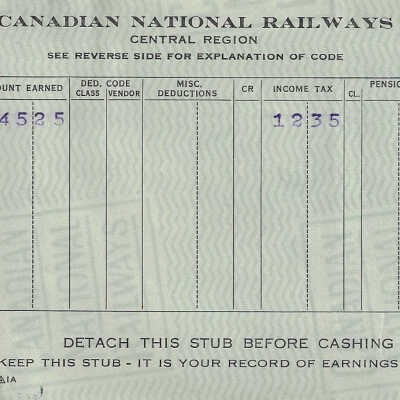 CANADIAN NATIONAL RAILWAYS
CENTRAL REGION
SEE REVERSE SIDE FOR EXPLANATION OF CODE
OUNT EARNED DED. CODE CLASS VENDOR MISC. DEDUCTIONS CR INCOME TAX CL. PENSIO
4525 1235
DETACH THIS STUB BEFORE CASHING
KEEP THIS STUB - IT IS YOUR RECORD OF EARNINGS